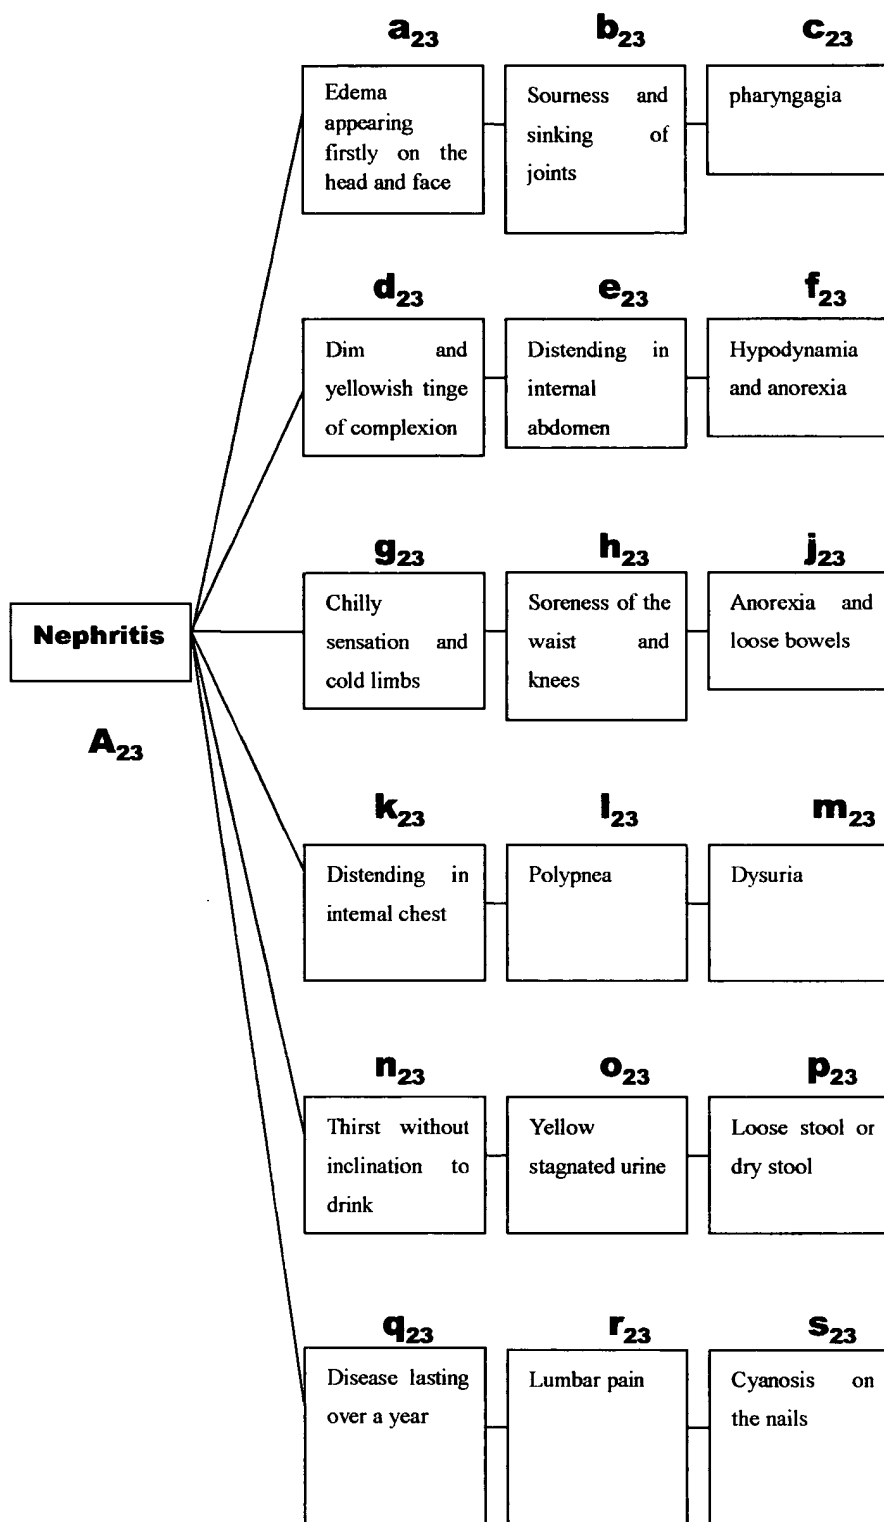 a23 b23 c23
Edema
appearing
firstly on the
head and face
Sourness and
sinking of
joints
pharyngagia
d23 e23 f23
Dim and
yellowish tinge
of complexion
Distending in
internal
abdomen
Hypodynamia
and anorexia
g23 h23 j23
Chilly
sensation and
cold limbs
Soreness of the
waist and
knees
Anorexia and
loose bowels
Nephritis
A23
k23 l23 m23
Distending in
internal chest
Polypnea
Dysuria
n23 o23 p23
Thirst without
inclination to
drink
Yellow
stagnated urine
Loose stool or
dry stool
q23 r23 s23
Disease lasting
over a year
Lumbar pain
Cyanosis on
the nails